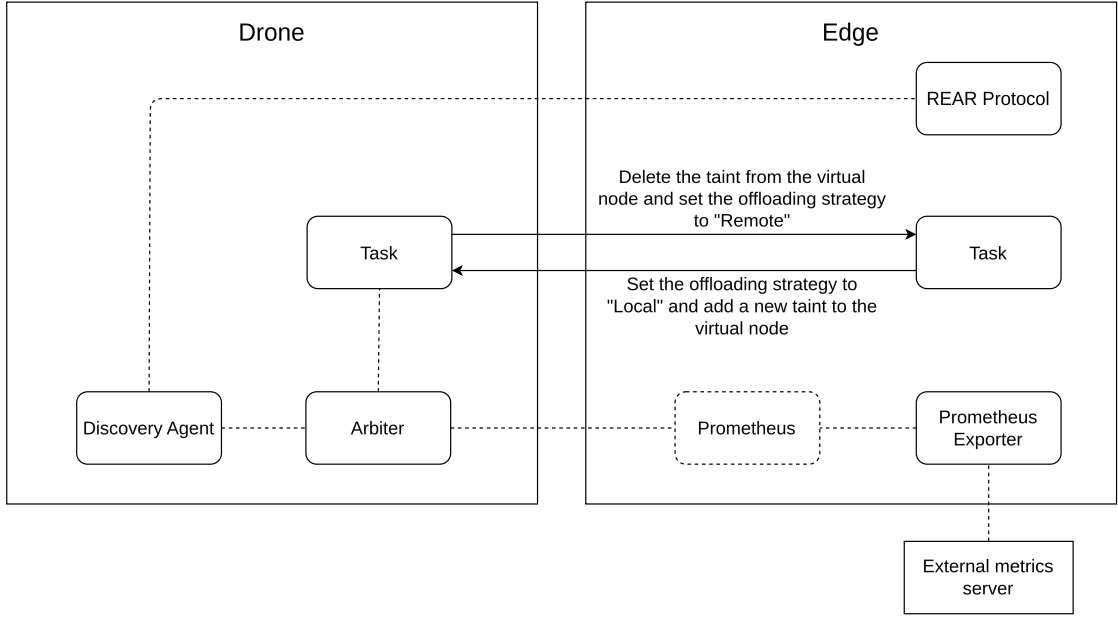 Drone
Edge
REAR Protocol
Delete the taint from the virtual
node and set the offloading strategy
to "Remote"
Task
Task
Set the offloading strategy to
"Local" and add a new taint to the
virtual node
Discovery Agent
Arbiter
Prometheus
Prometheus
Exporter
External metrics
server